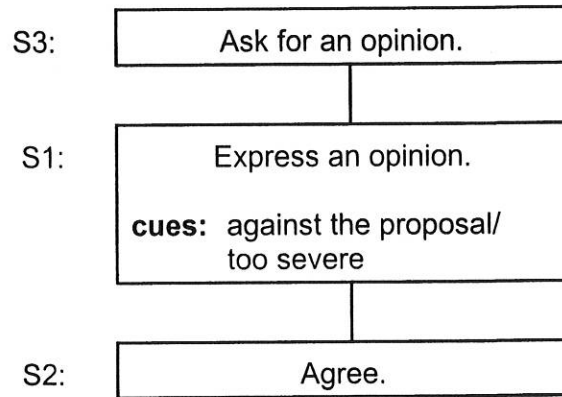 S3: Ask for an opinion.
S1: Express an opinion.
cues: against the proposal/
too severe
S2: Agree.